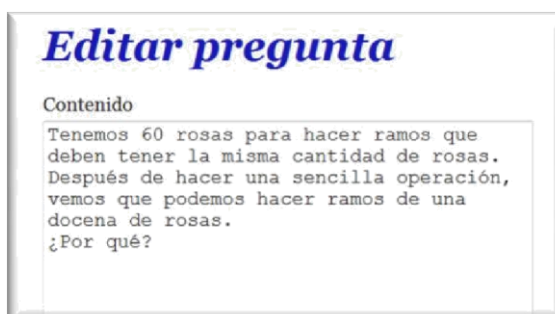 Editar pregunta
Contenido
Tenemos 60 rosas para hacer ramos que
deben tener la misma cantidad de rosas.
Después de hacer una sencilla operación,
vemos que podemos hacer ramos de una
docena de rosas.
¿Por qué?